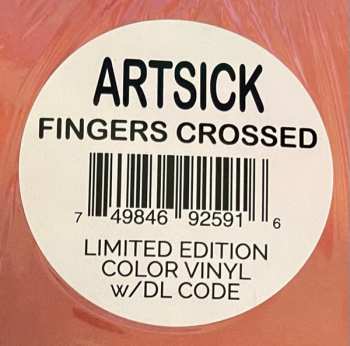 ARTSICK
FINGERS CROSSED
7 49846 92591 6
LIMITED EDITION
COLOR VINYL
w/DL CODE